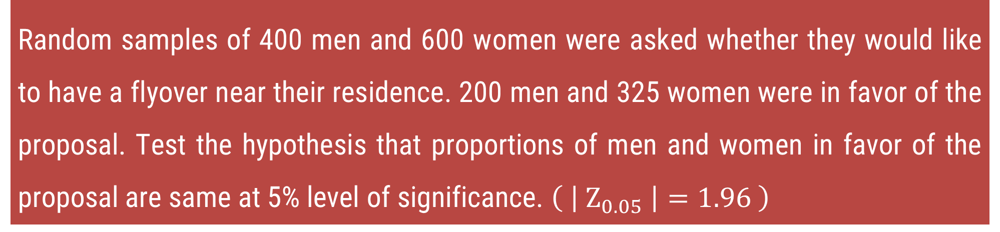 Random samples of 400 men and 600 women were asked whether they would like
to have a flyover near their residence. 200 men and 325 women were in favor of the
proposal. Test the hypothesis that proportions of men and women in favor of the
proposal are same at 5% level of significance. ( | Z₀.₀₅ | = 1.96 )